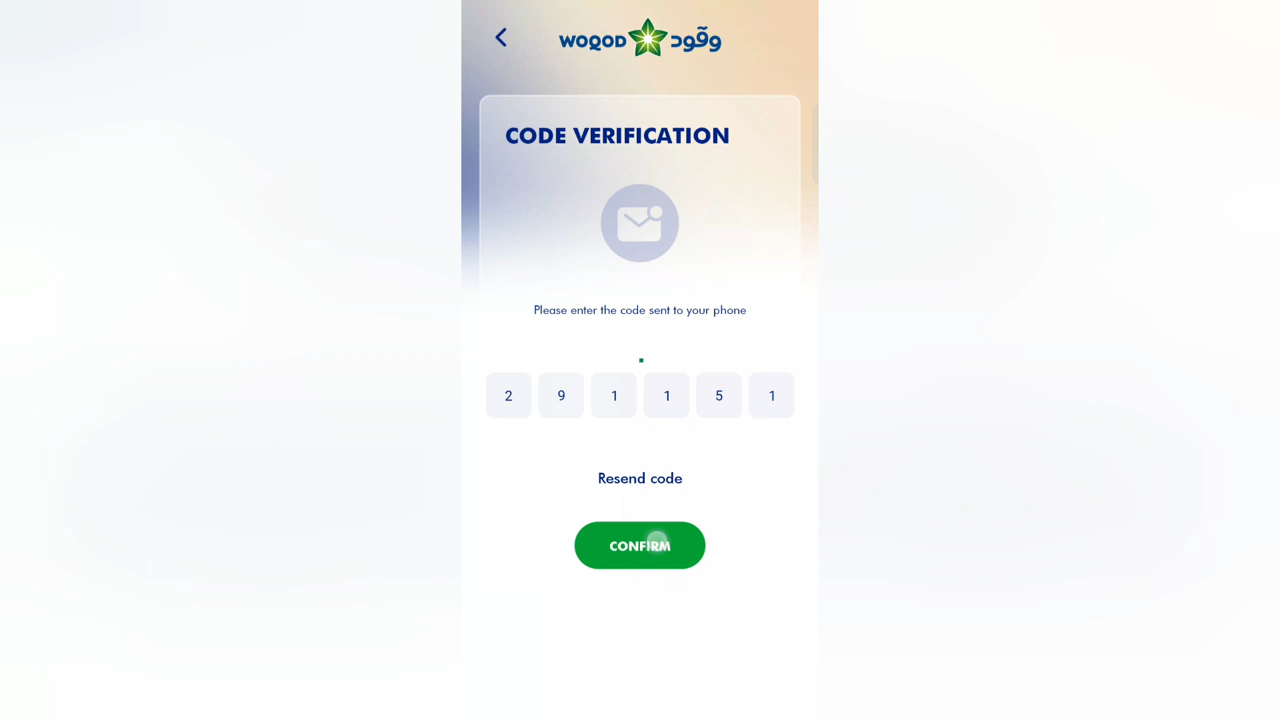 WOQOD وقود
CODE VERIFICATION
Please enter the code sent to your phone
2 9 1 1 5 1
Resend code
CONFIRM